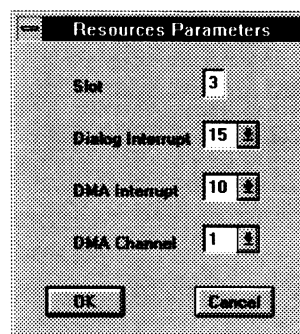 Resources Parameters
Slot 3
Dialog Interrupt 15
DMA Interrupt 10
DMA Channel 1
OK Cancel